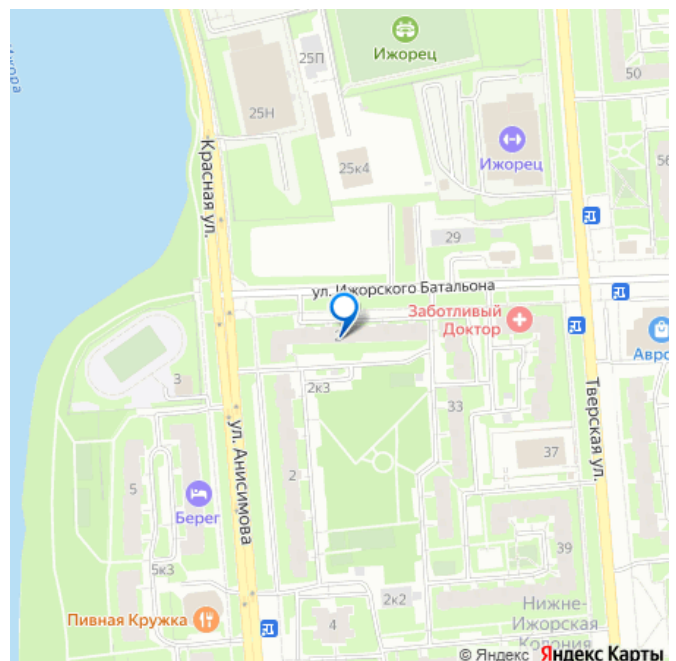 Ижора
Ижорец
25П
50
25Н
Красная ул.
Ижорец
56
25к4
29
ул. Ижорского Батальона
Заботливый
Доктор
Авро
3
2к3
Тверская ул.
33
ул. Анисимова
37
2
5
Берег
39
5к3
2к2
Нижне-
Ижорская
Колония
Пивная Кружка
4
© Яндекс Яндекс Карты